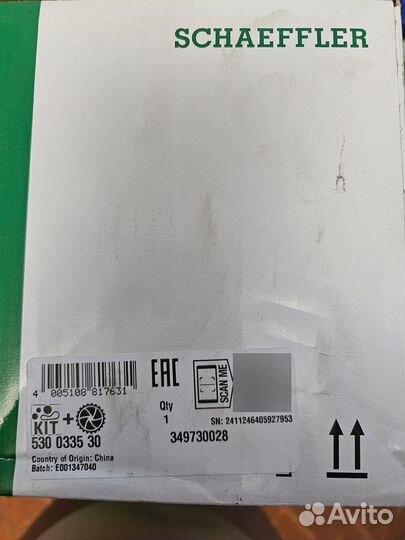 SCHAEFFLER
4 005108 817631
EAC
SCAN ME
Qty
1
SN: 2411246405927953
KIT +
530 0335 30
349730028
Country of Origin: China
Batch: E001347040
Avito